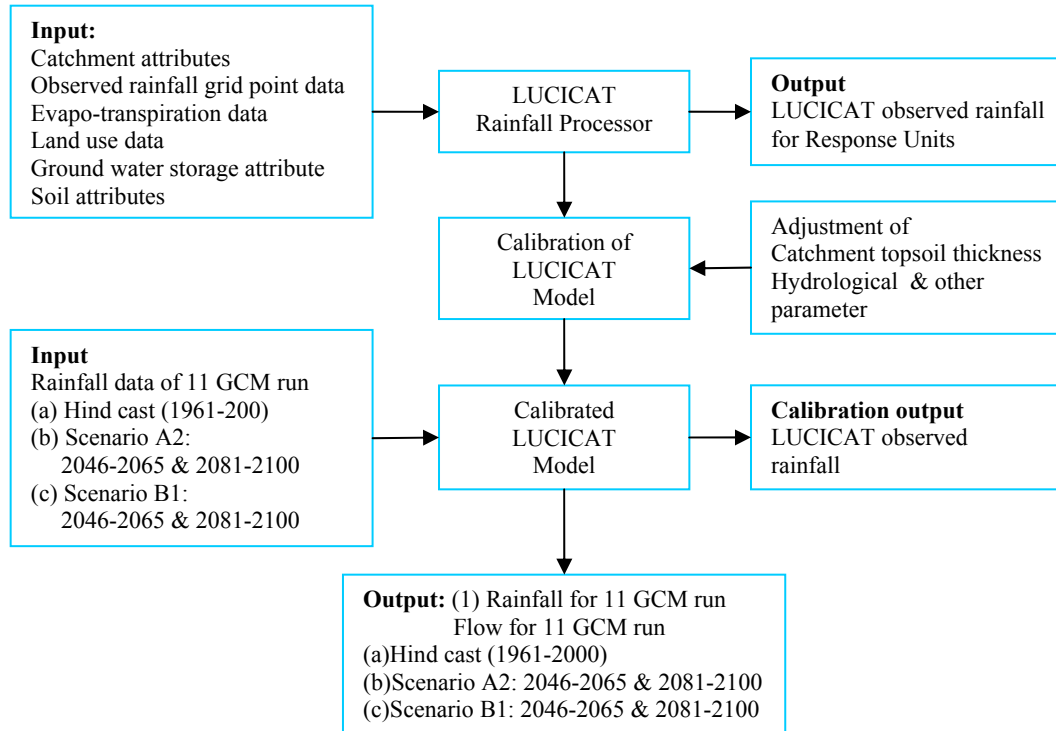 Input:
Catchment attributes
Observed rainfall grid point data
Evapo-transpiration data
Land use data
Ground water storage attribute
Soil attributes
LUCICAT
Rainfall Processor
Output
LUCICAT observed rainfall
for Response Units
Calibration of
LUCICAT
Model
Adjustment of
Catchment topsoil thickness
Hydrological & other
parameter
Input
Rainfall data of 11 GCM run
(a) Hind cast (1961-200)
(b) Scenario A2:
2046-2065 & 2081-2100
(c) Scenario B1:
2046-2065 & 2081-2100
Calibrated
LUCICAT
Model
Calibration output
LUCICAT observed
rainfall
Output: (1) Rainfall for 11 GCM run
Flow for 11 GCM run
(a)Hind cast (1961-2000)
(b)Scenario A2: 2046-2065 & 2081-2100
(c)Scenario B1: 2046-2065 & 2081-2100